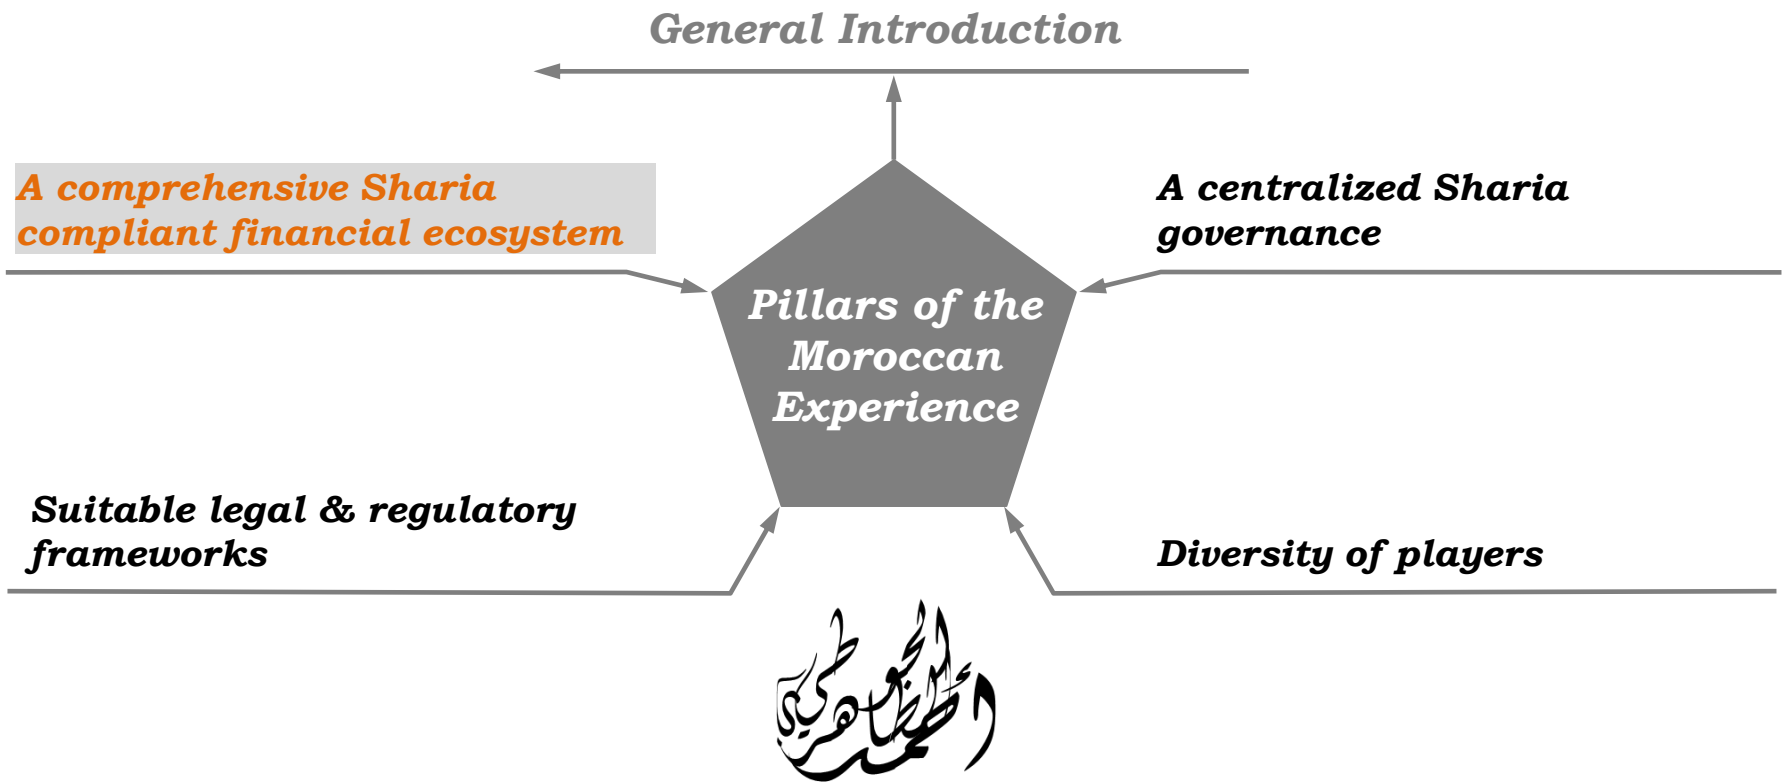 General Introduction
A comprehensive Sharia
compliant financial ecosystem
A centralized Sharia
governance
Pillars of the
Moroccan
Experience
Suitable legal & regulatory
frameworks
Diversity of players